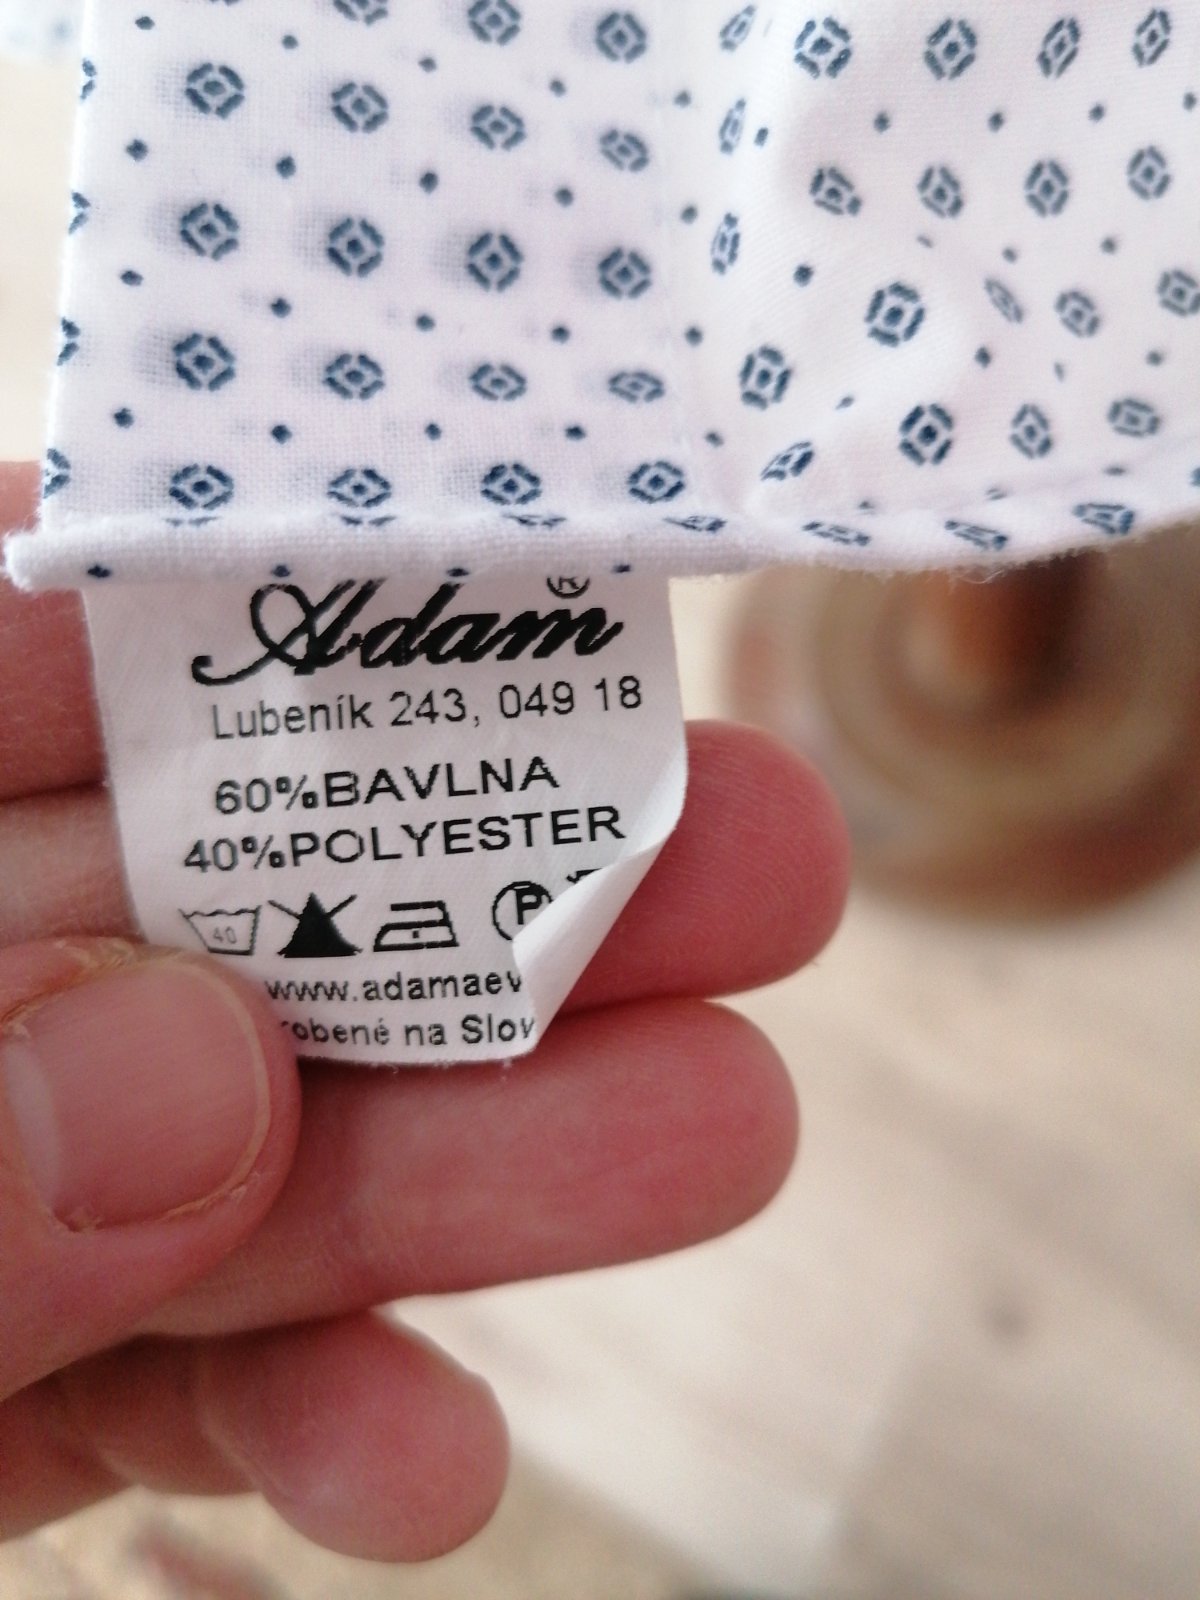 Adam®
Lubeník 243, 049 18
60%BAVLNA
40%POLYESTER
40 P
www.adamaev
robené na Slov